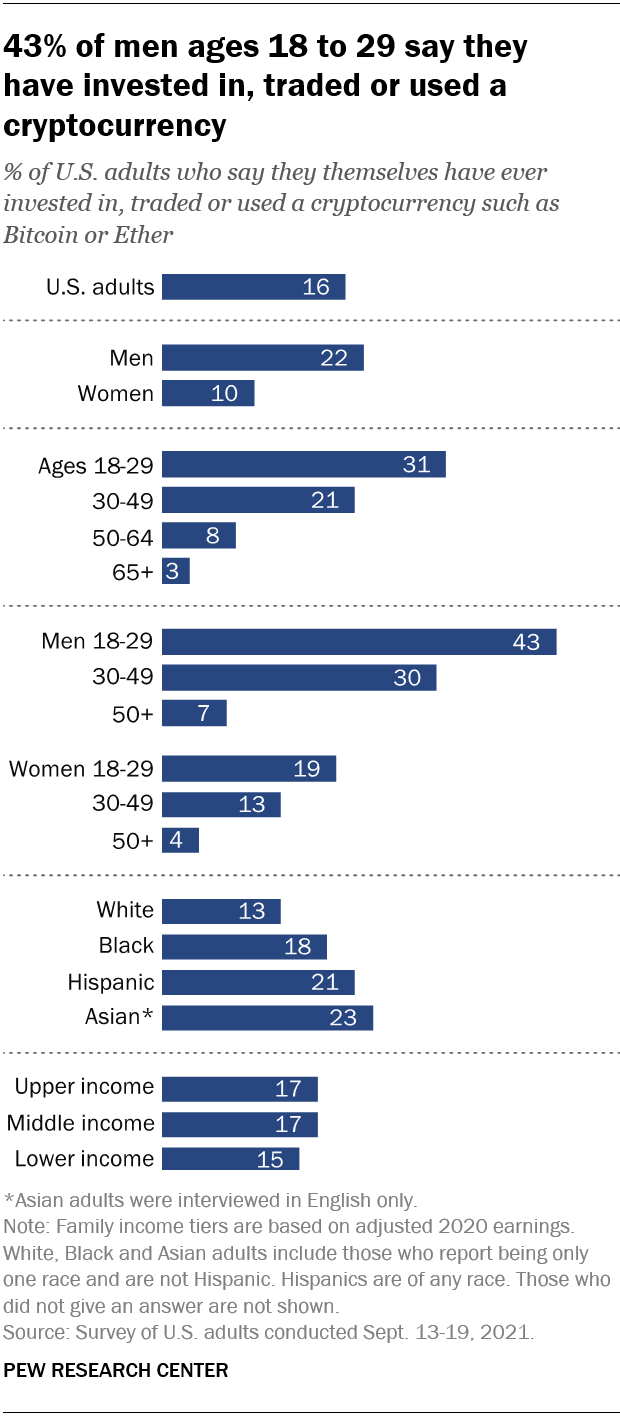 43% of men ages 18 to 29 say they
have invested in, traded or used a
cryptocurrency
% of U.S. adults who say they themselves have ever
invested in, traded or used a cryptocurrency such as
Bitcoin or Ether
U.S. adults 16
Men 22
Women 10
Ages 18-29 31
30-49 21
50-64 8
65+ 3
Men 18-29 43
30-49 30
50+ 7
Women 18-29 19
30-49 13
50+ 4
White 13
Black 18
Hispanic 21
Asian* 23
Upper income 17
Middle income 17
Lower income 15
*Asian adults were interviewed in English only.
Note: Family income tiers are based on adjusted 2020 earnings.
White, Black and Asian adults include those who report being only
one race and are not Hispanic. Hispanics are of any race. Those who
did not give an answer are not shown.
Source: Survey of U.S. adults conducted Sept. 13-19, 2021.
PEW RESEARCH CENTER